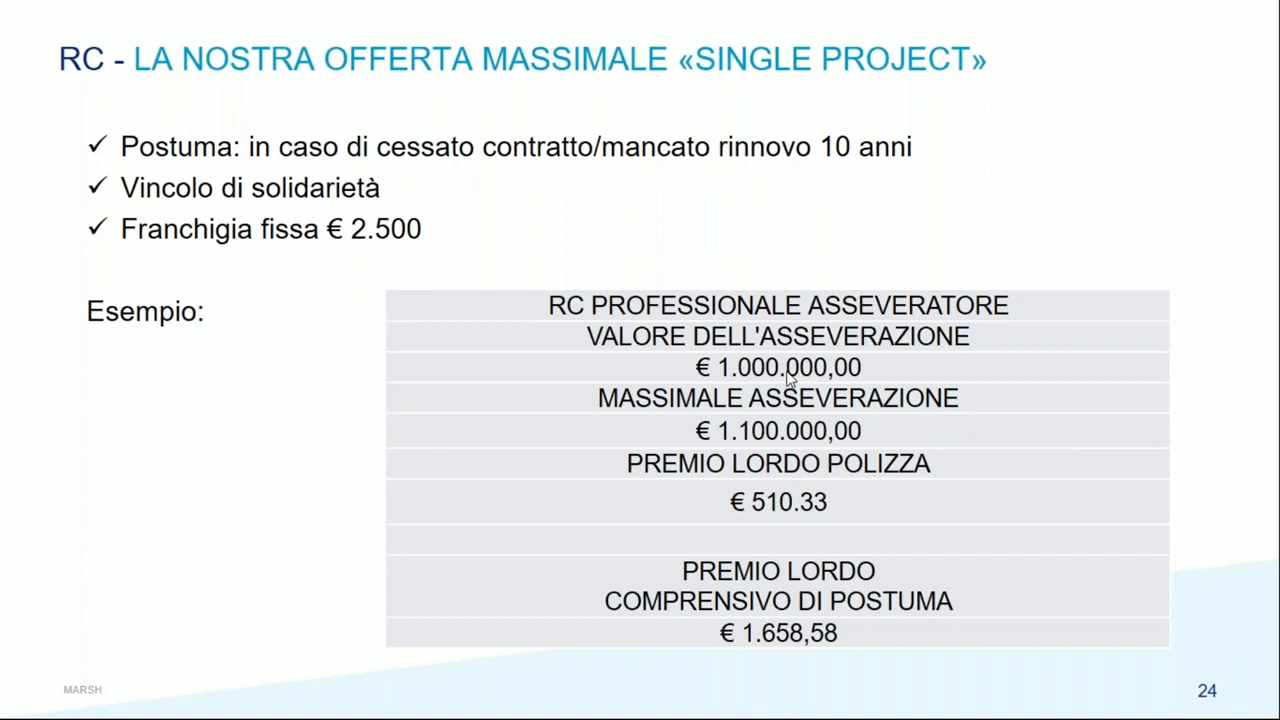 RC - LA NOSTRA OFFERTA MASSIMALE «SINGLE PROJECT»
✓ Postuma: in caso di cessato contratto/mancato rinnovo 10 anni
✓ Vincolo di solidarietà
✓ Franchigia fissa € 2.500
Esempio:
RC PROFESSIONALE ASSEVERATORE
VALORE DELL'ASSEVERAZIONE
€ 1.000.000,00
MASSIMALE ASSEVERAZIONE
€ 1.100.000,00
PREMIO LORDO POLIZZA
€ 510.33
PREMIO LORDO
COMPRENSIVO DI POSTUMA
€ 1.658,58
MARSH
24